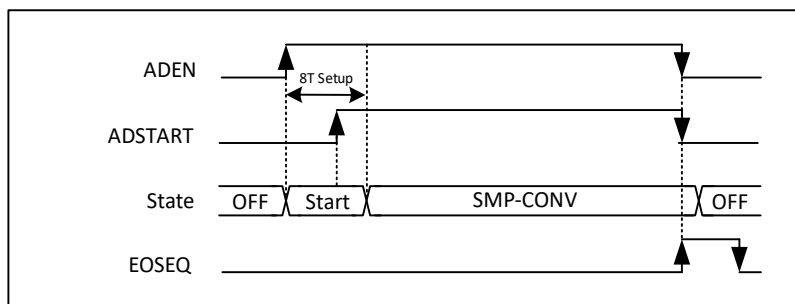 ADEN
8T Setup
ADSTART
State OFF Start SMP-CONV OFF
EOSEQ